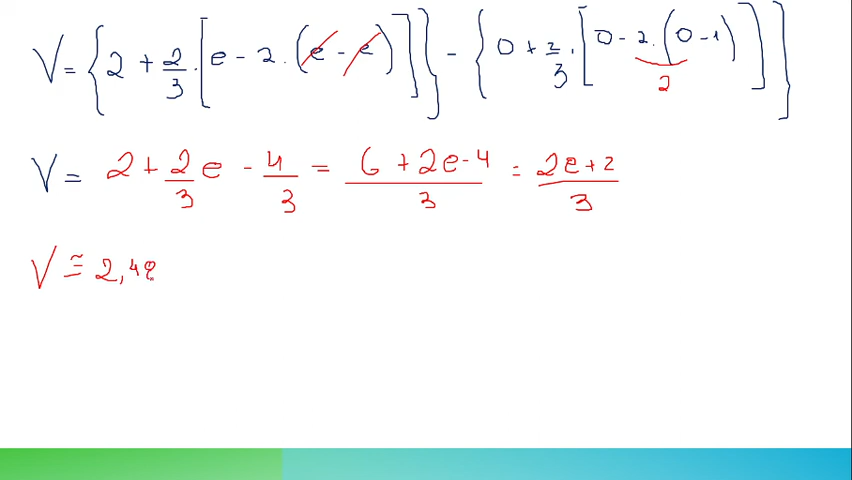 V = { 2 + 2/3 · [ e - 2 · (e - e) ] } - { 0 + 2/3 · [ 0 - 2 · (0 - 1) ] }
2
V = 2 + 2/3 e - 4/3 = (6 + 2e - 4)/3 = (2e + 2)/3
V ≅ 2,48